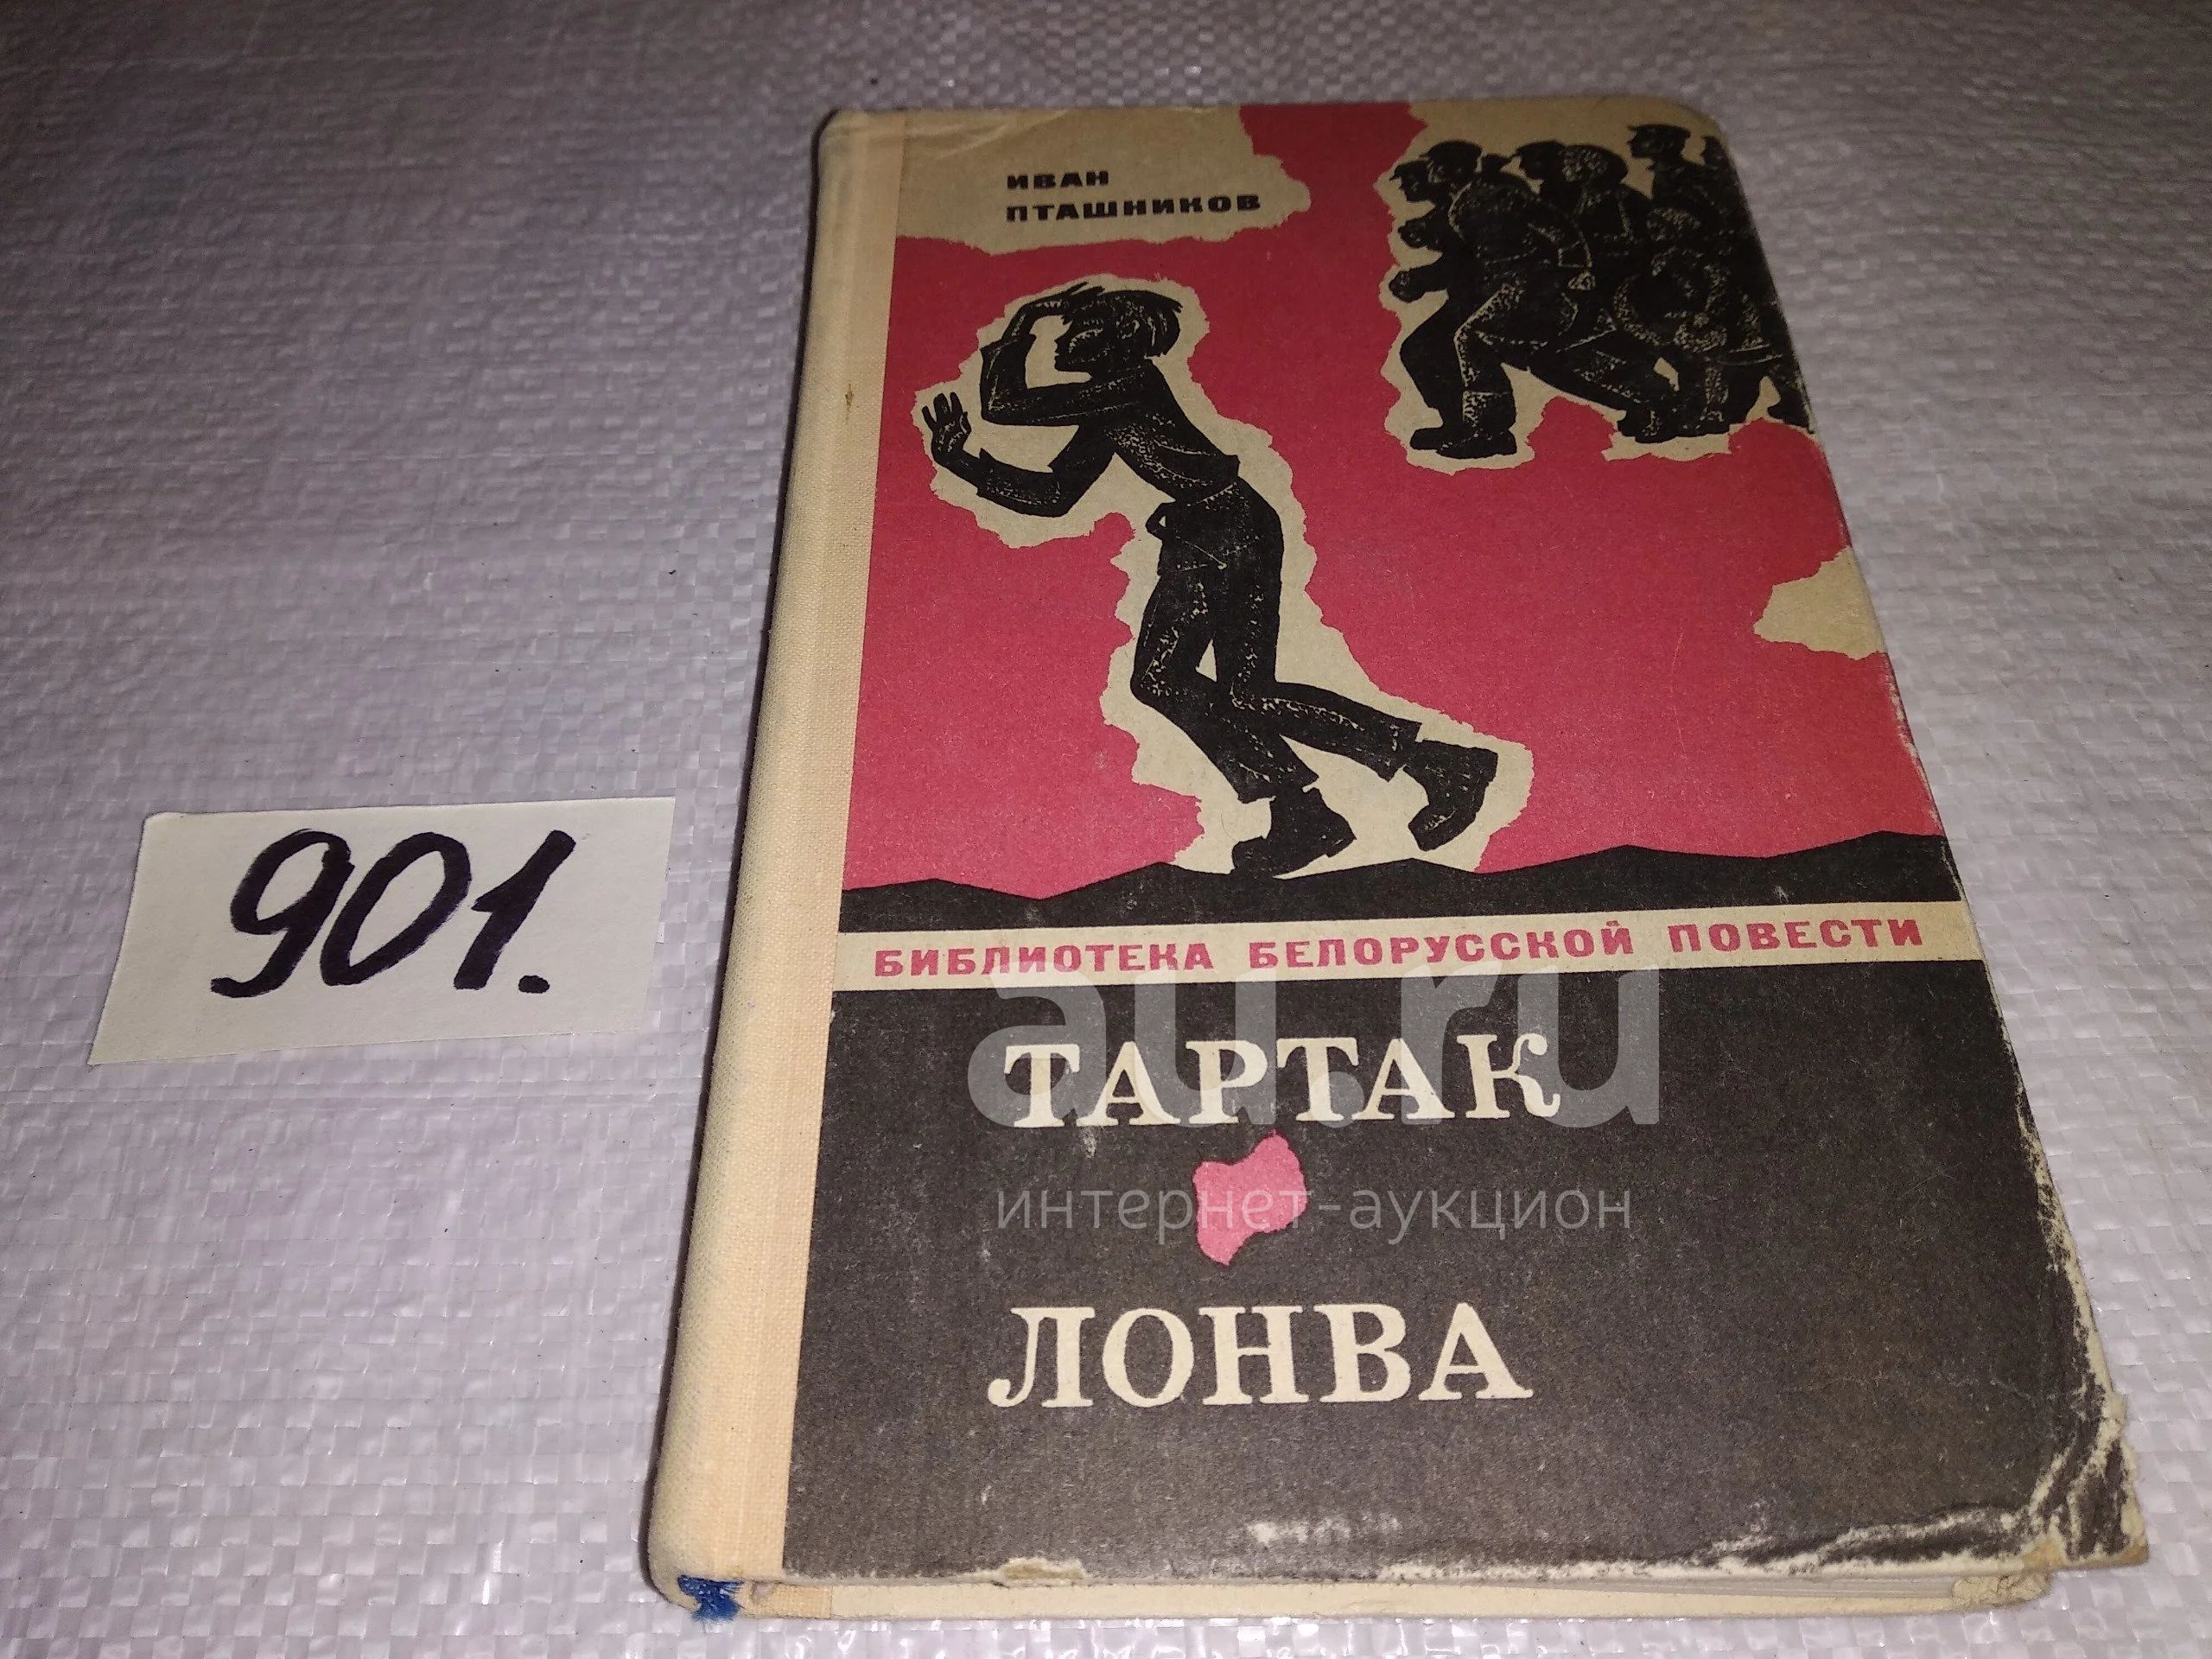 ИВАН
ПТАШНИКОВ
901.
БИБЛИОТЕКА БЕЛОРУССКОЙ ПОВЕСТИ
au.ru
ТАРТАК
интернет-аукцион
ЛОНВА